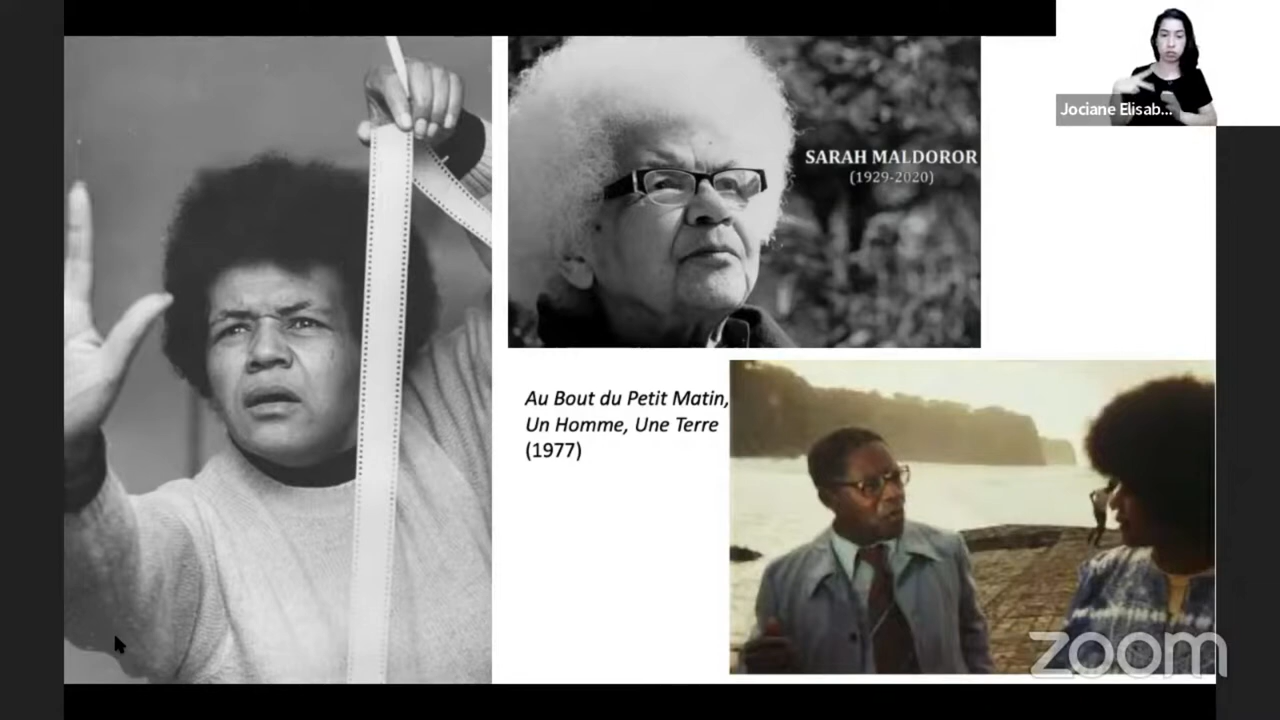 Jociane Elisab...
SARAH MALDOROR
(1929-2020)
Au Bout du Petit Matin,
Un Homme, Une Terre
(1977)
zoom